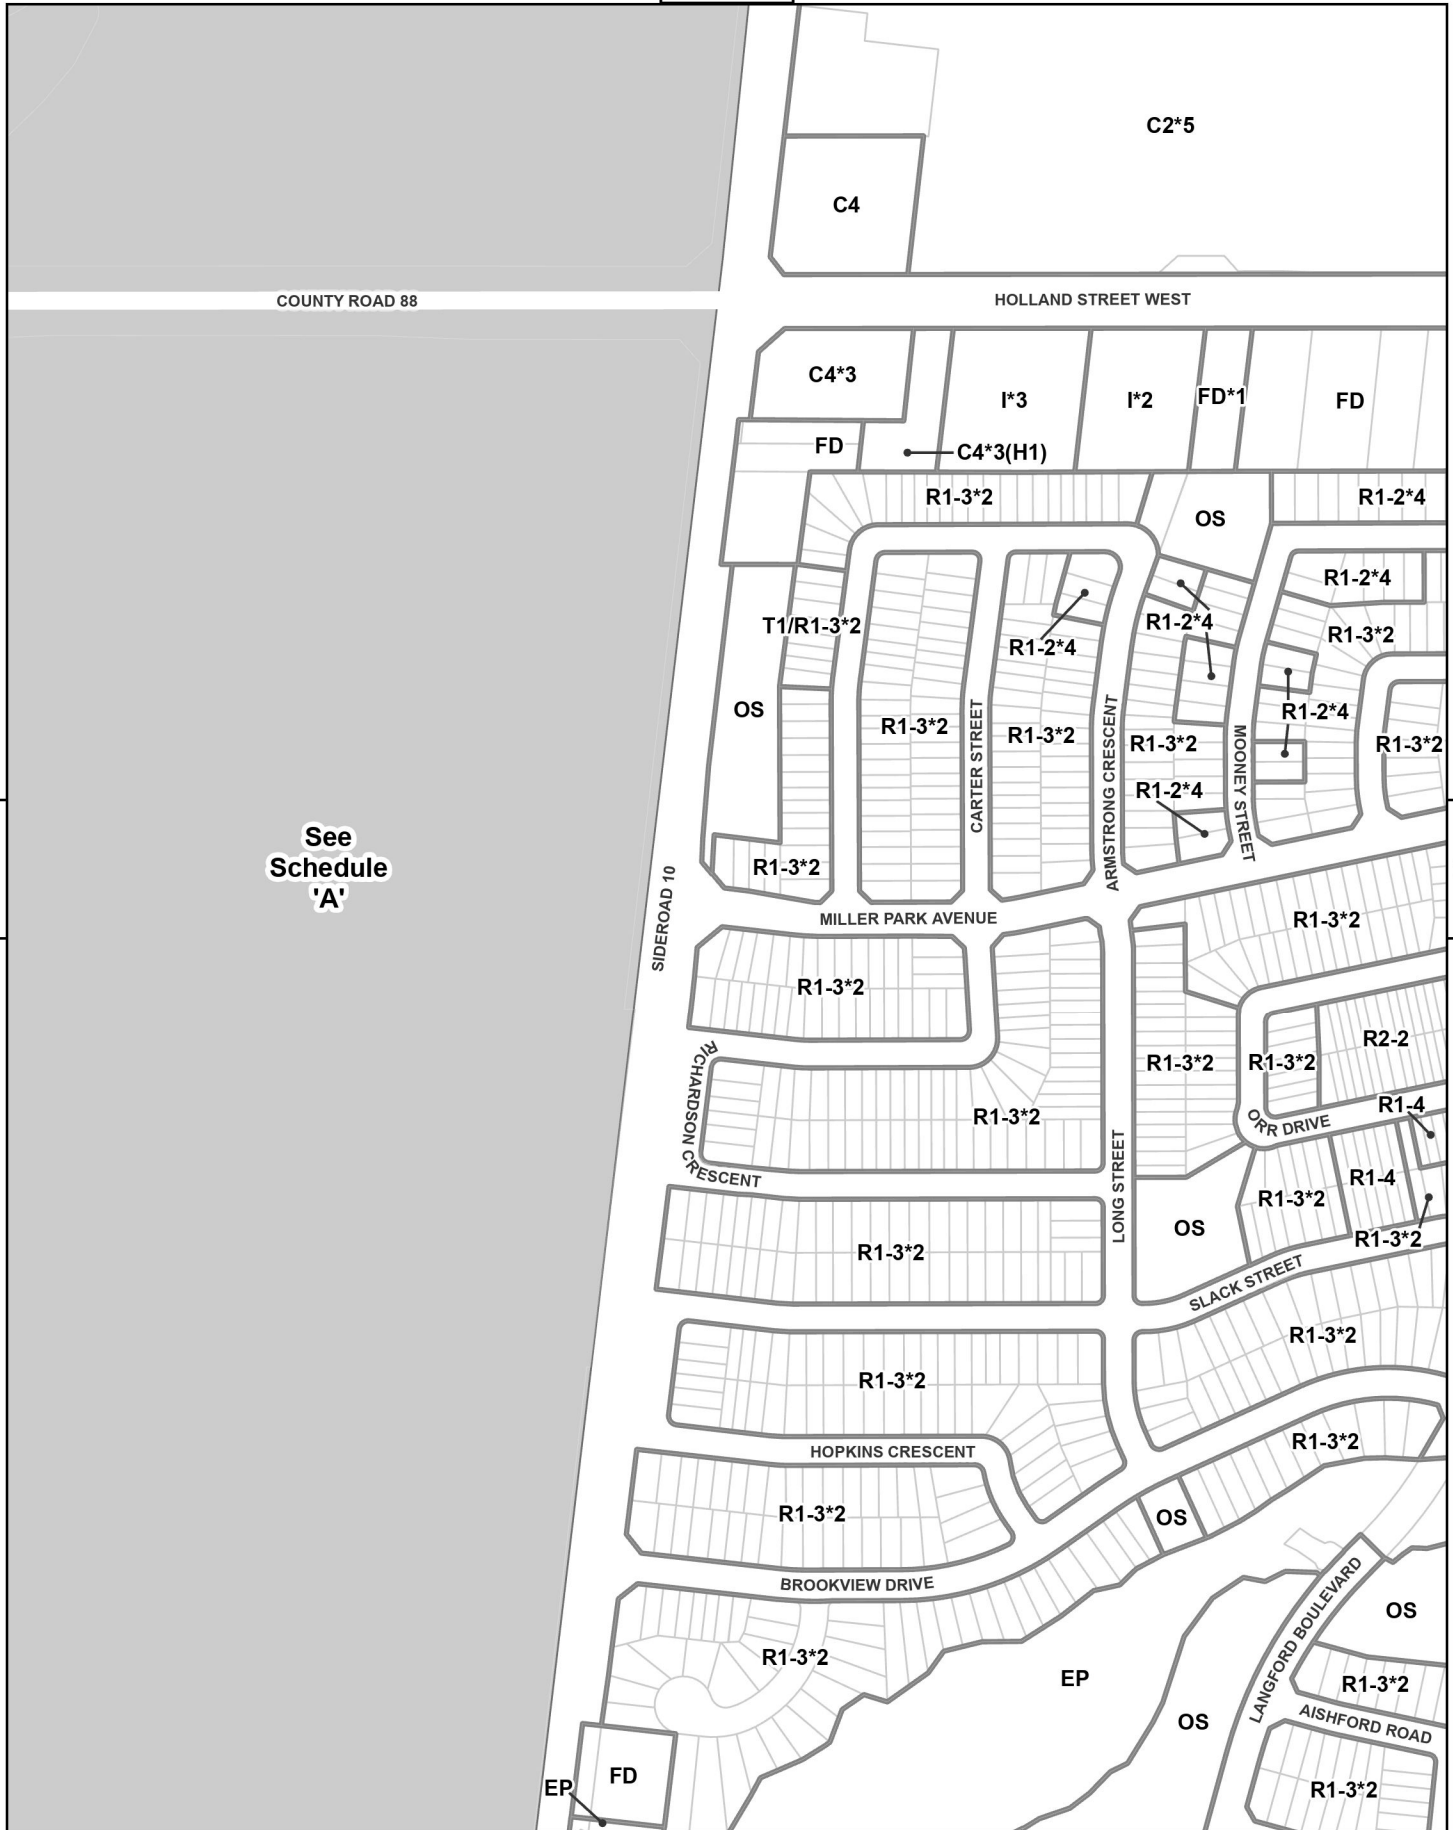 C2*5
C4
COUNTY ROAD 88
HOLLAND STREET WEST
C4*3
I*3
I*2
FD*1
FD
FD
C4*3(H1)
R1-3*2
R1-2*4
OS
R1-2*4
T1/R1-3*2
R1-2*4
R1-2*4
R1-3*2
OS
R1-3*2
CARTER STREET
R1-3*2
ARMSTRONG CRESCENT
R1-3*2
MOONEY STREET
R1-2*4
R1-3*2
R1-2*4
See
Schedule
'A'
SIDEROAD 10
R1-3*2
MILLER PARK AVENUE
R1-3*2
R1-3*2
RICHARDSON CRESCENT
R1-3*2
R1-3*2
R1-3*2
R2-2
R1-4
ORR DRIVE
LONG STREET
R1-3*2
R1-4
OS
R1-3*2
R1-3*2
SLACK STREET
R1-3*2
R1-3*2
HOPKINS CRESCENT
R1-3*2
R1-3*2
OS
BROOKVIEW DRIVE
R1-3*2
LANGFORD BOULEVARD
OS
EP
R1-3*2
OS
AISHFORD ROAD
FD
EP
R1-3*2